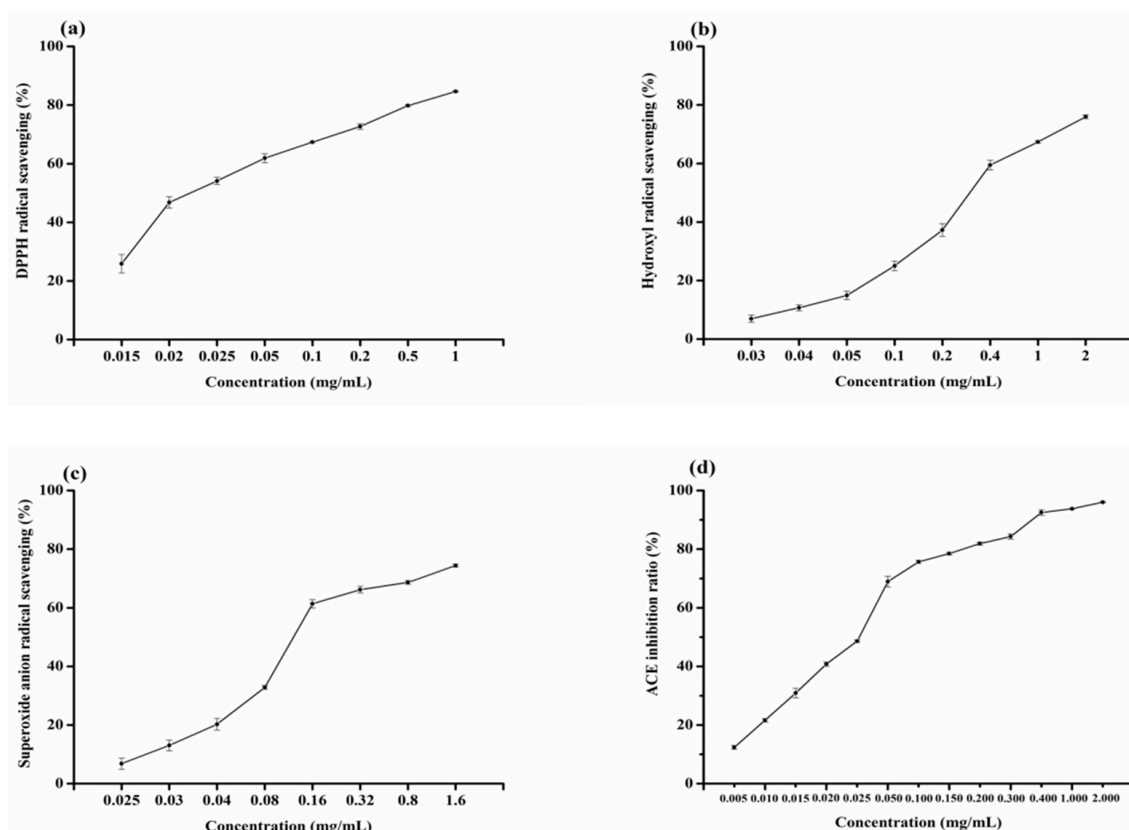 (a)
100
80
60
40
20
0
DPPH radical scavenging (%)
0.015 0.02 0.025 0.05 0.1 0.2 0.5 1
Concentration (mg/mL)
(b)
100
80
60
40
20
0
Hydroxyl radical scavenging (%)
0.03 0.04 0.05 0.1 0.2 0.4 1 2
Concentration (mg/mL)
(c)
100
80
60
40
20
0
Superoxide anion radical scavenging (%)
0.025 0.03 0.04 0.08 0.16 0.32 0.8 1.6
Concentration (mg/mL)
(d)
100
80
60
40
20
0
ACE inhibition ratio (%)
0.005 0.010 0.015 0.020 0.025 0.050 0.100 0.150 0.200 0.300 0.400 1.000 2.000
Concentration (mg/mL)